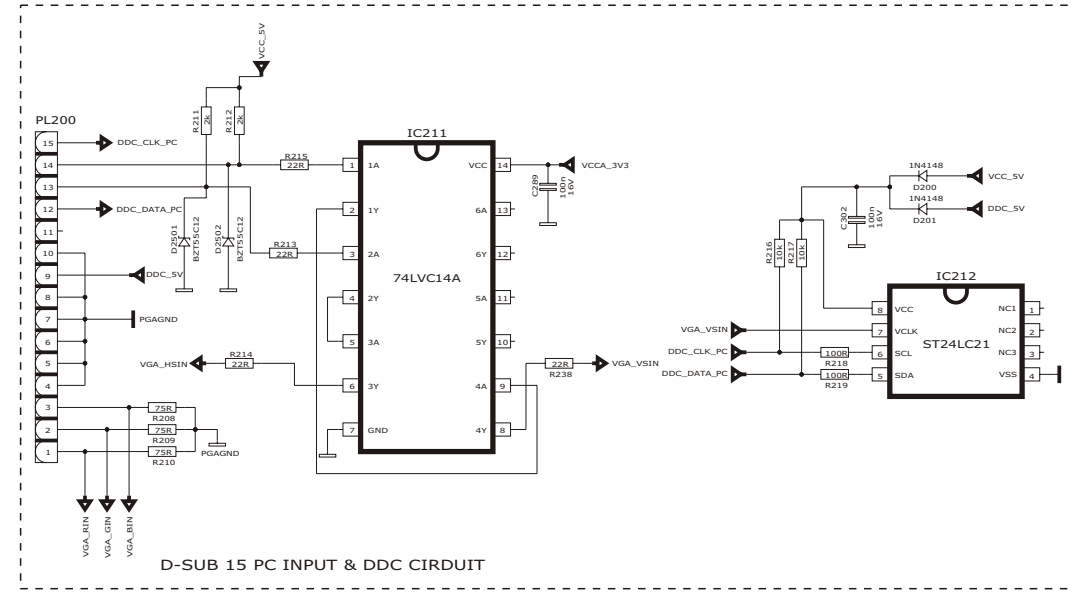 VCC_5V
PL200
R211
2k
R212
2k
IC211
15
DDC_CLK_PC
14
R215
22R
1
1A
VCC
14
VCCA_3V3
C289
100n
16V
1N4148
D200
VCC_5V
13
12
DDC_DATA_PC
2
1Y
6A
13
1N4148
D201
DDC_5V
C302
100n
16V
11
D2501
BZT55C12
D2502
BZT55C12
R213
22R
3
2A
6Y
12
R216
10k
R217
10k
10
9
DDC_5V
74LVC14A
IC212
8
4
2Y
5A
11
8
VCC
NC1
1
7
PGAGND
VGA_VSIN
7
VCLK
NC2
2
6
5
3A
5Y
10
ST24LC21
DDC_CLK_PC
100R
R218
6
SCL
NC3
3
5
VGA_HSIN
R214
22R
22R
R238
VGA_VSIN
DDC_DATA_PC
100R
R219
5
SDA
VSS
4
4
6
3Y
4A
9
3
75R
R208
2
75R
R209
7
GND
4Y
8
1
75R
R210
PGAGND
VGA_RIN
VGA_GIN
VGA_BIN
D-SUB 15 PC INPUT & DDC CIRDUIT